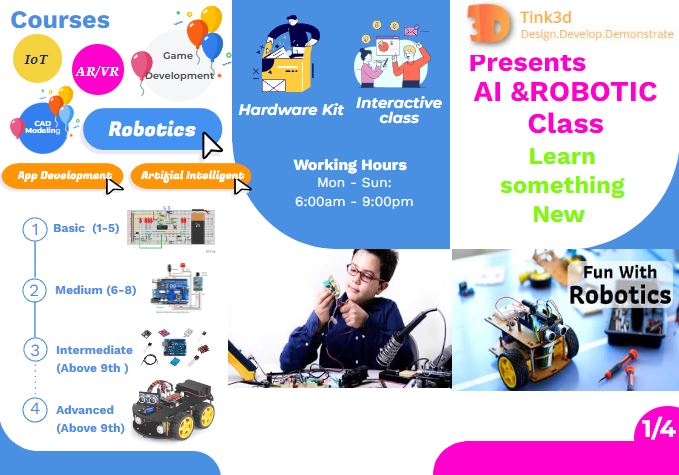 Courses
IoT
AR/VR
Game
Development
CAD
Modeling
Robotics
App Development
Artifial Intelligent
1
Basic (1-5)
2
Medium (6-8)
3
Intermediate
(Above 9th )
4
Advanced
(Above 9th)
Hardware Kit
Interactive
class
Working Hours
Mon - Sun:
6:00am - 9:00pm
3D
Tink3d
Design.Develop.Demonstrate
Presents
AI &ROBOTIC
Class
Learn
something
New
Fun With
Robotics
1/4